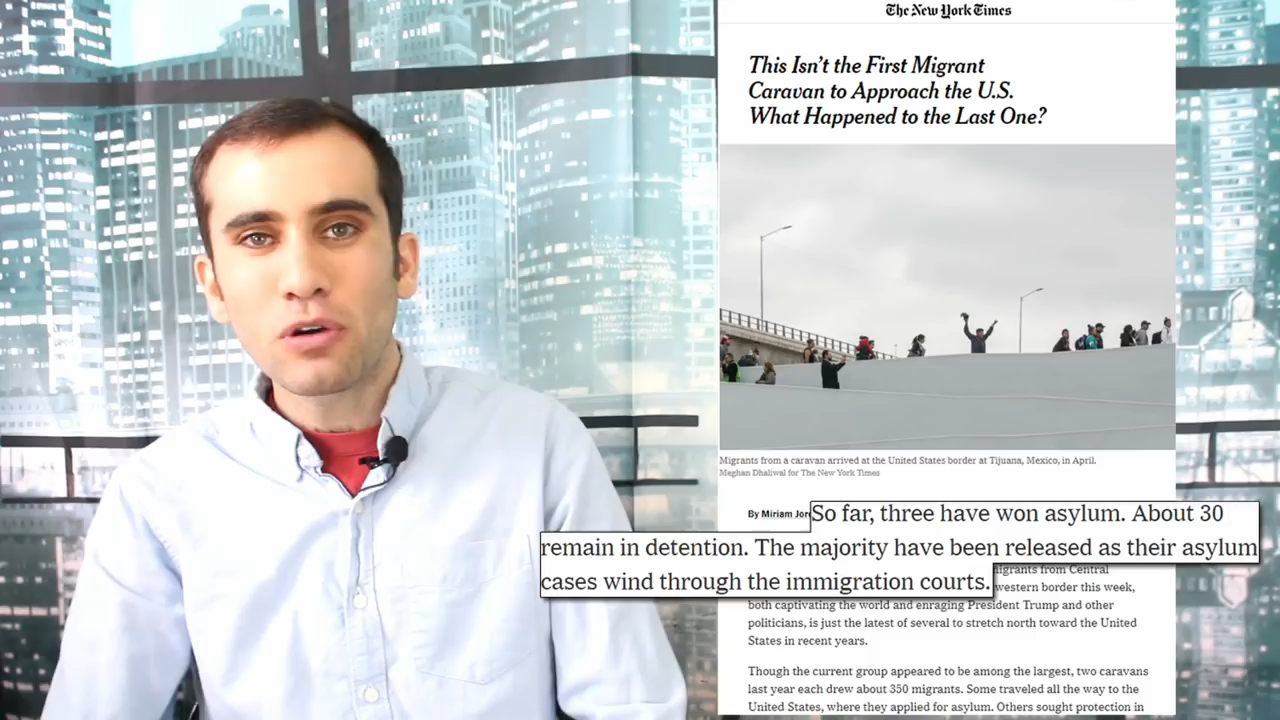 The New York Times
This Isn't the First Migrant
Caravan to Approach the U.S.
What Happened to the Last One?
Migrants from a caravan arrived at the United States border at Tijuana, Mexico, in April.
Meghan Dhaliwal for The New York Times
By Miriam
So far, three have won asylum. About 30
remain in detention. The majority have been released as their asylum
cases wind through the immigration courts.
from Central
western border this week,
both captivating the world and enraging President Trump and other
politicians, is just the latest of several to stretch north toward the United
States in recent years.
Though the current group appeared to be among the largest, two caravans
last year each drew about 350 migrants. Some traveled all the way to the
United States, where they applied for asylum. Others sought protection in